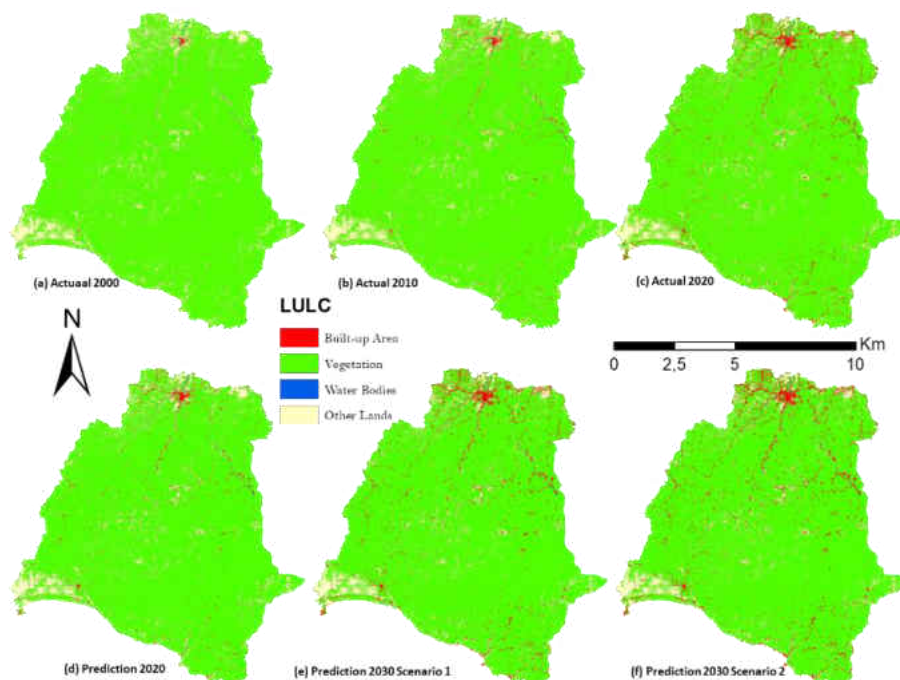 (a) Actuaal 2000
(b) Actual 2010
(c) Actual 2020
N
LULC
Built-up Area
Vegetation
Water Bodies
Other Lands
Km
0 2,5 5 10
(d) Prediction 2020
(e) Prediction 2030 Scenario 1
(f) Prediction 2030 Scenario 2